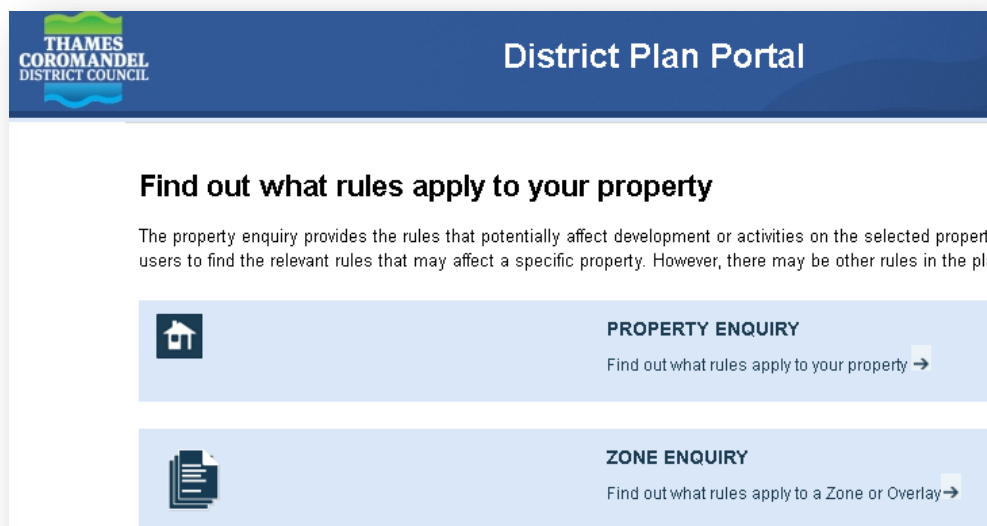 THAMES
COROMANDEL
DISTRICT COUNCIL
District Plan Portal
Find out what rules apply to your property
The property enquiry provides the rules that potentially affect development or activities on the selected
users to find the relevant rules that may affect a specific property. However, there may be other rules in the
PROPERTY ENQUIRY
Find out what rules apply to your property →
ZONE ENQUIRY
Find out what rules apply to a Zone or Overlay →